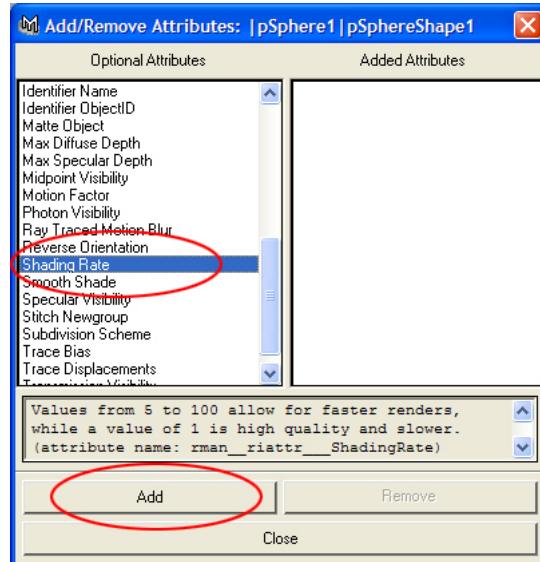 Add/Remove Attributes: |pSphere1|pSphereShape1
Optional Attributes
Added Attributes
Identifier Name
Identifier ObjectID
Matte Object
Max Diffuse Depth
Max Specular Depth
Midpoint Visibility
Motion Factor
Photon Visibility
Ray Traced Motion Blur
Reverse Orientation
Shading Rate
Smooth Shade
Specular Visibility
Stitch Newgroup
Subdivision Scheme
Trace Bias
Trace Displacements
Transmission Visibility
Values from 5 to 100 allow for faster renders,
while a value of 1 is high quality and slower.
(attribute name: rman__riattr___ShadingRate)
Add
Remove
Close